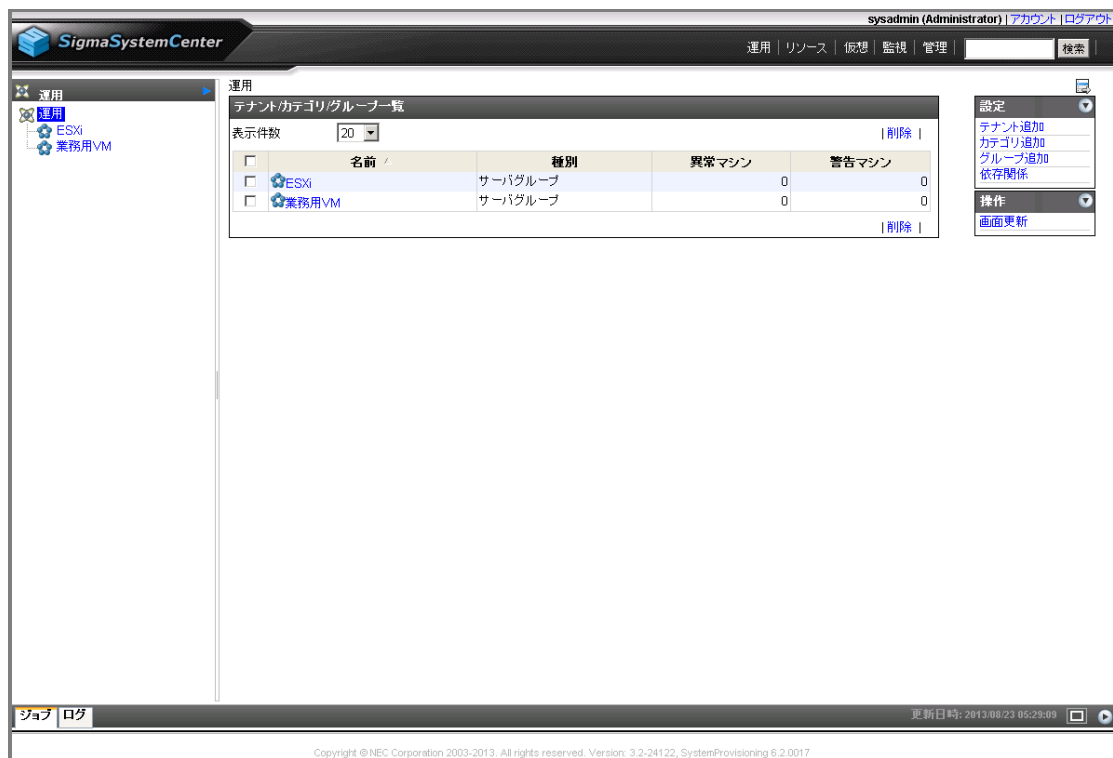 sysadmin (Administrator) | アカウント | ログアウト
SigmaSystemCenter
運用 | リソース | 仮想 | 監視 | 管理 | 検索 |
運用
運用
ESXi
業務用VM
運用
テナント/カテゴリ/グループ一覧
表示件数 20 | 削除 |
名前 種別 異常マシン 警告マシン
ESXi サーバグループ 0 0
業務用VM サーバグループ 0 0
| 削除 |
設定
テナント追加
カテゴリ追加
グループ追加
依存関係
操作
画面更新
ジョブ ログ
更新日時: 2013/08/23 05:29:09
Copyright © NEC Corporation 2003-2013. All rights reserved. Version: 3.2-24122, SystemProvisioning 6.2.0017